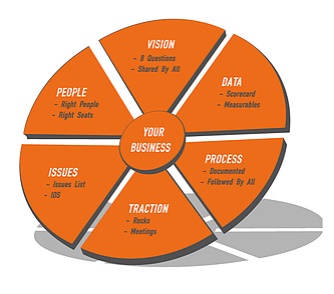 VISION
- 8 Questions
- Shared By All
DATA
- Scorecard
- Measurables
PROCESS
- Documented
- Followed By All
TRACTION
- Rocks
- Meetings
ISSUES
- Issues List
- IDS
PEOPLE
- Right People
- Right Seats
YOUR
BUSINESS